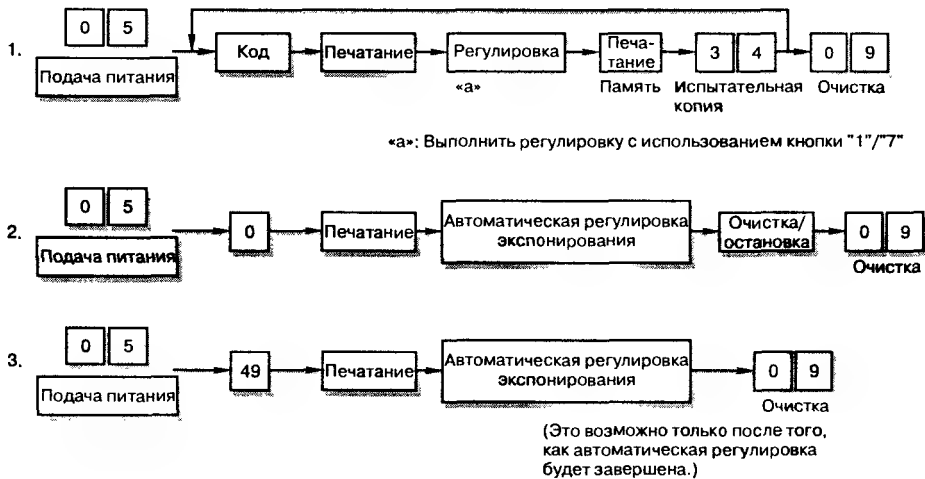 1.
0 5
Подача питания
Код
Печатание
Регулировка
«а»
Печа-
тание
Память
3 4
Испытательная
копия
0 9
Очистка
«а»: Выполнить регулировку с использованием кнопки "1"/"7"
2.
0 5
Подача питания
0
Печатание
Автоматическая регулировка
экспонирования
Очистка/
остановка
0 9
Очистка
3.
0 5
Подача питания
49
Печатание
Автоматическая регулировка
экспонирования
0 9
Очистка
(Это возможно только после того,
как автоматическая регулировка
будет завершена.)